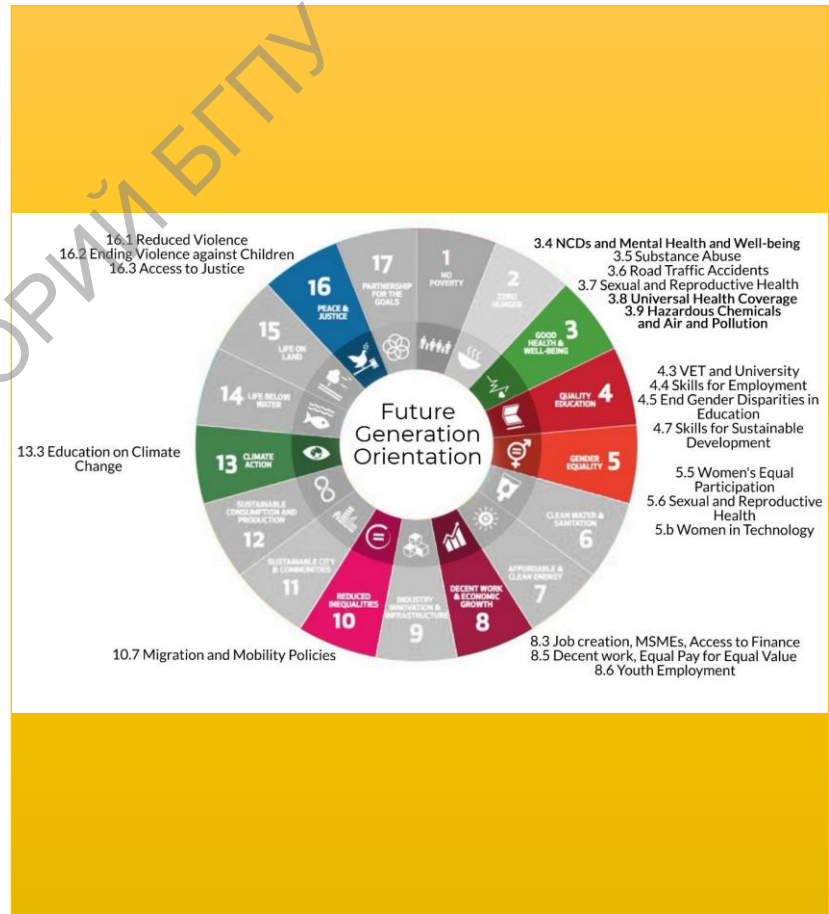 ОРИЙ БГПУ
16.1 Reduced Violence
16.2 Ending Violence against Children
16.3 Access to Justice
3.4 NCDs and Mental Health and Well-being
3.5 Substance Abuse
3.6 Road Traffic Accidents
3.7 Sexual and Reproductive Health
3.8 Universal Health Coverage
3.9 Hazardous Chemicals
and Air and Pollution
4.3 VET and University
4.4 Skills for Employment
4.5 End Gender Disparities in
Education
4.7 Skills for Sustainable
Development
5.5 Women's Equal
Participation
5.6 Sexual and Reproductive
Health
5.b Women in Technology
8.3 Job creation, MSMEs, Access to Finance
8.5 Decent work, Equal Pay for Equal Value
8.6 Youth Employment
10.7 Migration and Mobility Policies
13.3 Education on Climate
Change
Future
Generation
Orientation
1
NO
POVERTY
2
ZERO
HUNGER
3
GOOD
HEALTH &
WELL-BEING
QUALITY
EDUCATION
4
GENDER
EQUALITY
5
CLEAN WATER &
SANITATION
6
AFFORDABLE &
CLEAN ENERGY
7
DECENT WORK
& ECONOMIC
GROWTH
8
INDUSTRY
INNOVATION &
INFRASTRUCTURE
9
REDUCED
INEQUALITIES
10
SUSTAINABLE CITY
& COMMUNITIES
11
SUSTAINABLE
CONSUMPTION AND
PRODUCTION
12
13
CLIMATE
ACTION
14
LIFE BELOW
WATER
15
LIFE ON
LAND
16
PEACE &
JUSTICE
17
PARTNERSHIP
FOR THE
GOALS